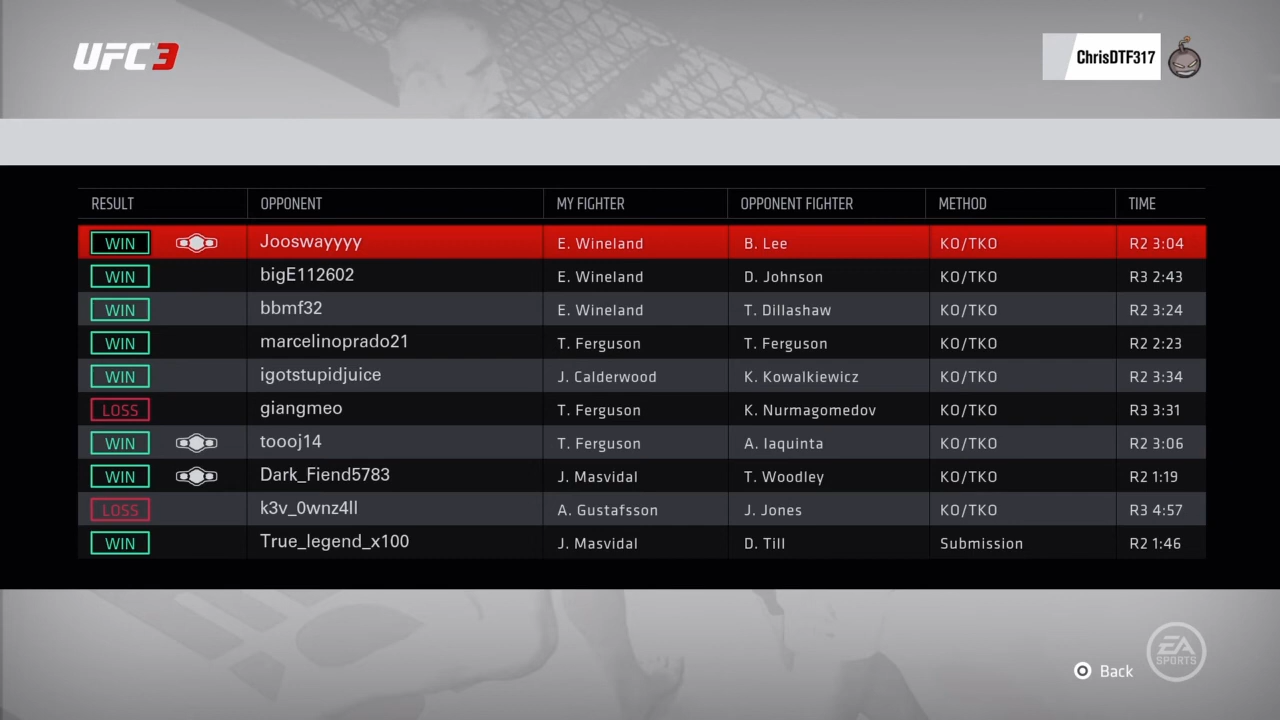 UFC 3
ChrisDTF317
RESULT OPPONENT MY FIGHTER OPPONENT FIGHTER METHOD TIME
WIN Jooswayyyy E. Wineland B. Lee KO/TKO R2 3:04
WIN bigE112602 E. Wineland D. Johnson KO/TKO R3 2:43
WIN bbmf32 E. Wineland T. Dillashaw KO/TKO R2 3:24
WIN marcelinoprado21 T. Ferguson T. Ferguson KO/TKO R2 2:23
WIN igotstupidjuice J. Calderwood K. Kowalkiewicz KO/TKO R2 3:34
LOSS giangmeo T. Ferguson K. Nurmagomedov KO/TKO R3 3:31
WIN toooj14 T. Ferguson A. Iaquinta KO/TKO R2 3:06
WIN Dark_Fiend5783 J. Masvidal T. Woodley KO/TKO R2 1:19
LOSS k3v_0wnz4ll A. Gustafsson J. Jones KO/TKO R3 4:57
WIN True_legend_x100 J. Masvidal D. Till Submission R2 1:46
EA
SPORTS
Back